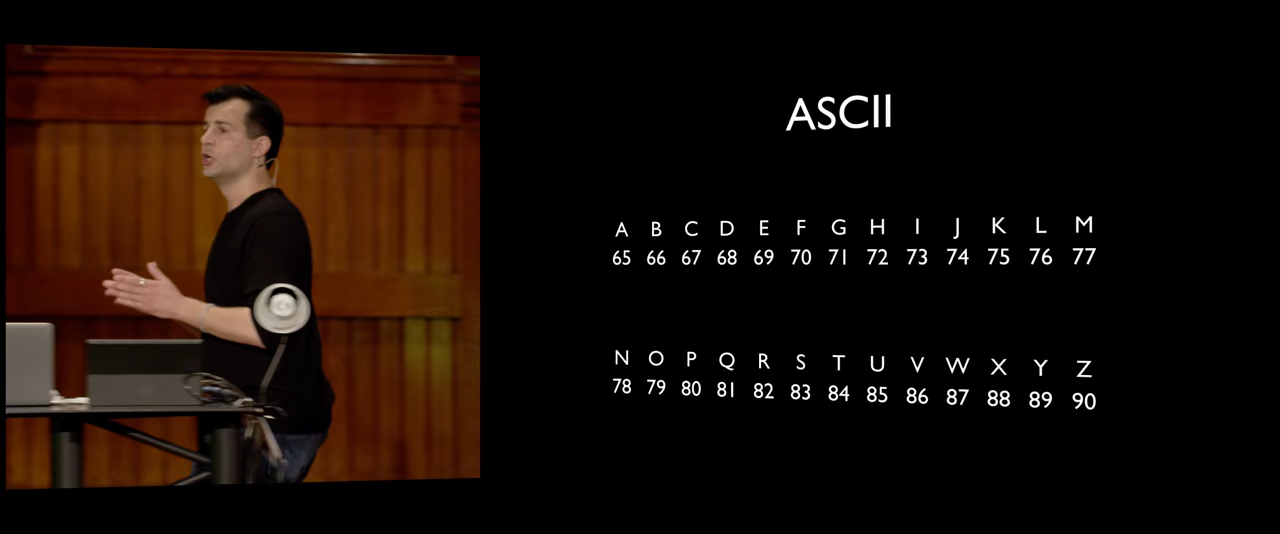 ASCII
A B C D E F G H I J K L M
65 66 67 68 69 70 71 72 73 74 75 76 77
N O P Q R S T U V W X Y Z
78 79 80 81 82 83 84 85 86 87 88 89 90